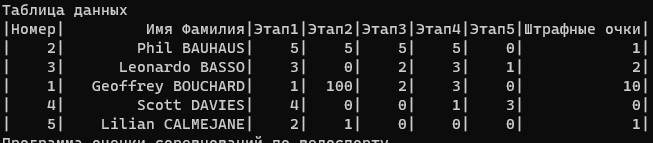 Таблица данных
|Номер|         Имя Фамилия|Этап1|Этап2|Этап3|Этап4|Этап5|Штрафные очки|
|    2|        Phil BAUHAUS|    5|    5|    5|    5|    0|            1|
|    3|      Leonardo BASSO|    3|    0|    2|    3|    1|            2|
|    1|   Geoffrey BOUCHARD|    1|  100|    2|    3|    0|           10|
|    4|        Scott DAVIES|    4|    0|    0|    1|    3|            0|
|    5|    Lilian CALMEJANE|    2|    1|    0|    0|    0|            1|
Программа оценки соревнований по велоспорту